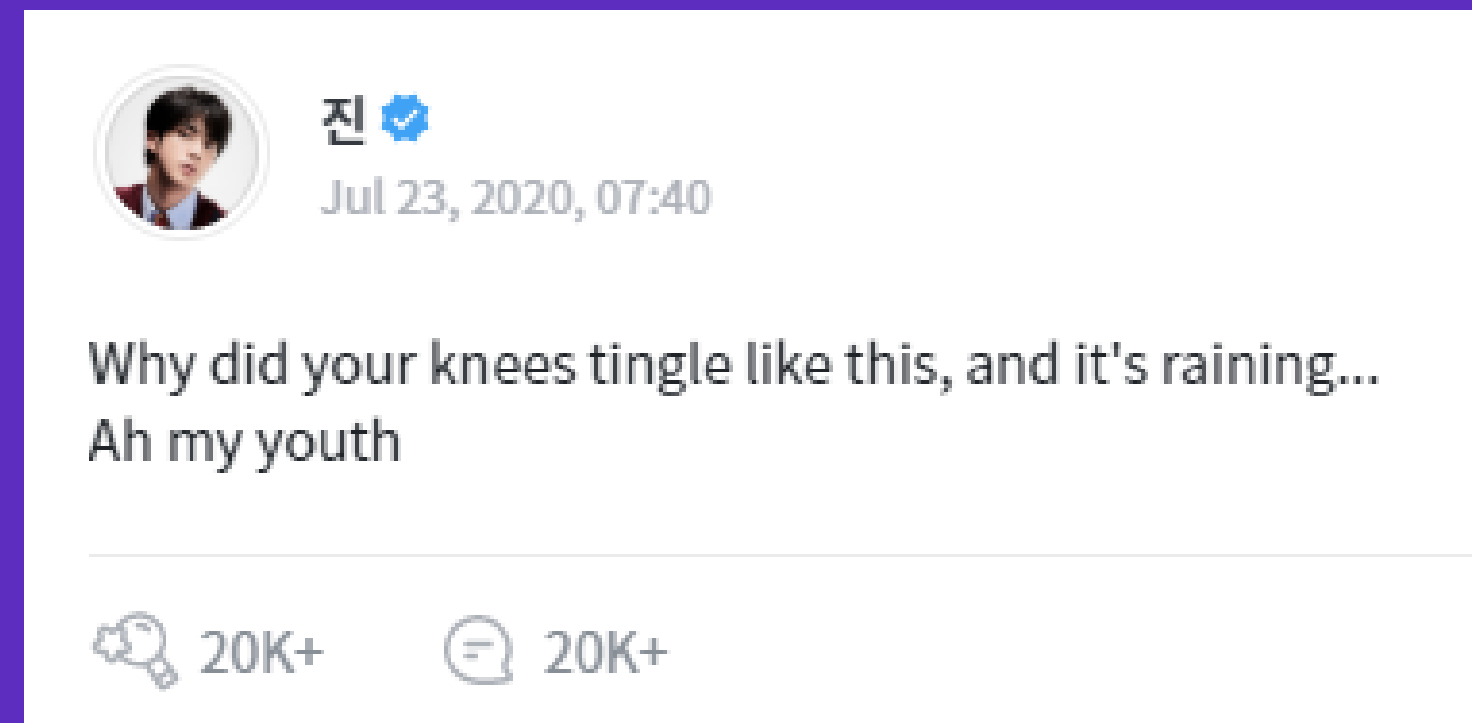 진
Jul 23, 2020, 07:40
Why did your knees tingle like this, and it's raining...
Ah my youth
20K+ 20K+